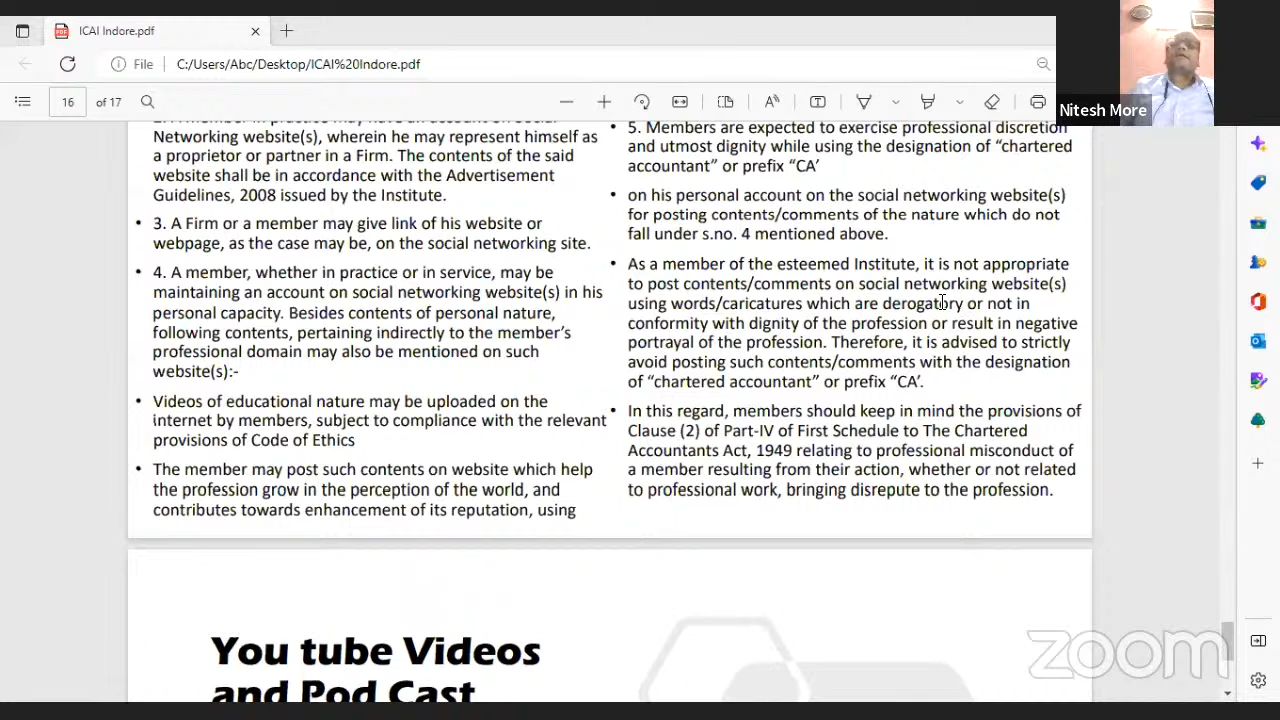 ICAI Indore.pdf
File
C:/Users/Abc/Desktop/ICAI%20Indore.pdf
16
of 17
Nitesh More
Networking website(s), wherein he may represent himself as
a proprietor or partner in a Firm. The contents of the said
website shall be in accordance with the Advertisement
Guidelines, 2008 issued by the Institute.
• 3. A Firm or a member may give link of his website or
webpage, as the case may be, on the social networking site.
• 4. A member, whether in practice or in service, may be
maintaining an account on social networking website(s) in his
personal capacity. Besides contents of personal nature,
following contents, pertaining indirectly to the member's
professional domain may also be mentioned on such
website(s):-
• Videos of educational nature may be uploaded on the
internet by members, subject to compliance with the relevant
provisions of Code of Ethics
• The member may post such contents on website which help
the profession grow in the perception of the world, and
contributes towards enhancement of its reputation, using
• 5. Members are expected to exercise professional discretion
and utmost dignity while using the designation of "chartered
accountant" or prefix "CA'
• on his personal account on the social networking website(s)
for posting contents/comments of the nature which do not
fall under s.no. 4 mentioned above.
• As a member of the esteemed Institute, it is not appropriate
to post contents/comments on social networking website(s)
using words/caricatures which are derogatory or not in
conformity with dignity of the profession or result in negative
portrayal of the profession. Therefore, it is advised to strictly
avoid posting such contents/comments with the designation
of "chartered accountant" or prefix "CA'.
• In this regard, members should keep in mind the provisions of
Clause (2) of Part-IV of First Schedule to The Chartered
Accountants Act, 1949 relating to professional misconduct of
a member resulting from their action, whether or not related
to professional work, bringing disrepute to the profession.
You tube Videos
and Pod Cast
zoom